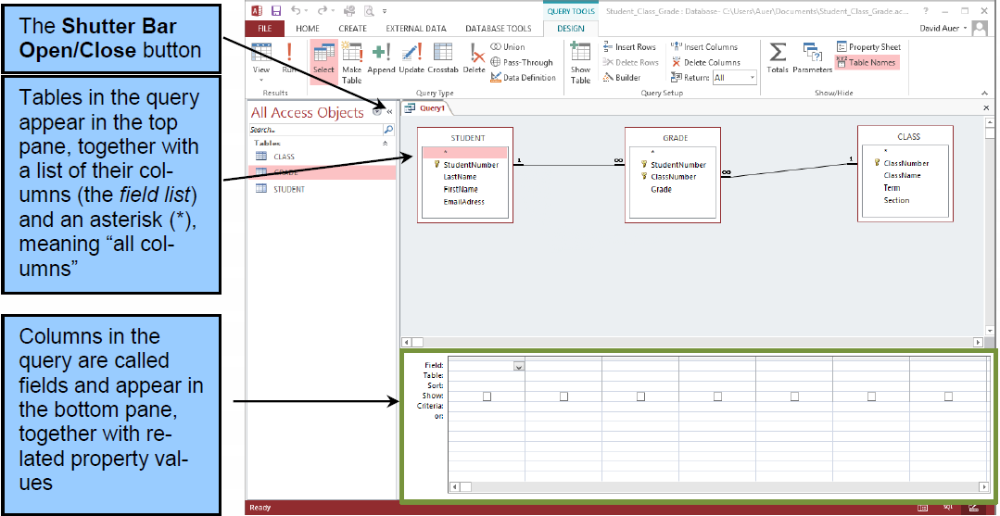 The Shutter Bar
Open/Close button
Tables in the query
appear in the top
pane, together with
a list of their col-
umns (the field list)
and an asterisk (*),
meaning “all col-
umns”
Columns in the
query are called
fields and appear in
the bottom pane,
together with re-
lated property val-
ues
QUERY TOOLS
Student_Class_Grade : Database- C:\Users\Auer\Documents\Student_Class_Grade.ac...
?
FILE HOME CREATE EXTERNAL DATA DATABASE TOOLS DESIGN
David Auer
View Run
Results
Select Make Table Append Update Crosstab Delete
Union
Pass-Through
Data Definition
Query Type
Show Table
Insert Rows
Delete Rows
Builder
Insert Columns
Delete Columns
Return: All
Query Setup
Totals Parameters
Property Sheet
XYZ Table Names
Show/Hide
All Access Objects «
Search...
Tables
CLASS
GRADE
STUDENT
Query1
STUDENT
*
StudentNumber
LastName
FirstName
EmailAdress
1 ∞
GRADE
*
StudentNumber
ClassNumber
Grade
∞ 1
CLASS
*
ClassNumber
ClassName
Term
Section
Field:
Table:
Sort:
Show:
Criteria:
or:
Ready
SQL